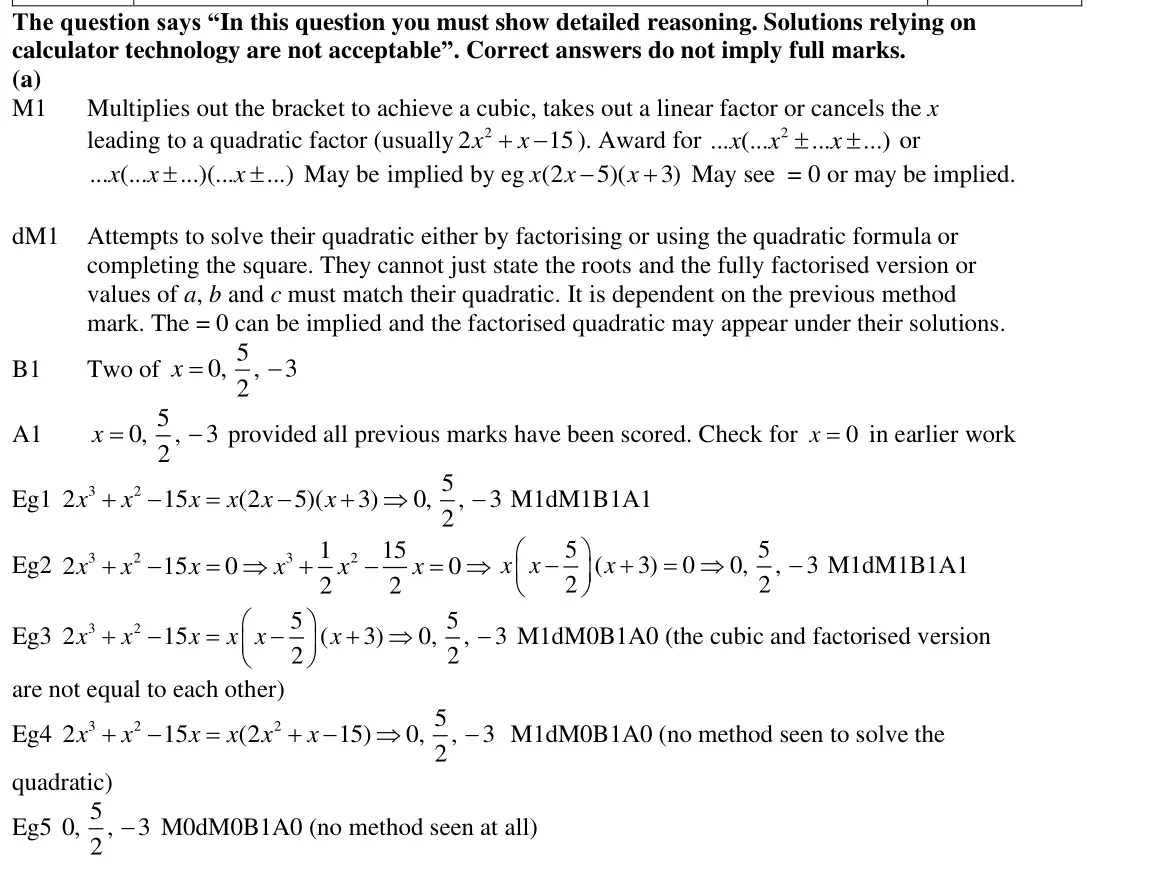 The question says “In this question you must show detailed reasoning. Solutions relying on
calculator technology are not acceptable”. Correct answers do not imply full marks.
(a)
M1 Multiplies out the bracket to achieve a cubic, takes out a linear factor or cancels the x
leading to a quadratic factor (usually 2x² + x − 15 ). Award for ...x(...x² ± ...x ± ...) or
...x(...x ± ...)(...x ± ...) May be implied by eg x(2x − 5)(x + 3) May see = 0 or may be implied.
dM1 Attempts to solve their quadratic either by factorising or using the quadratic formula or
completing the square. They cannot just state the roots and the fully factorised version or
values of a, b and c must match their quadratic. It is dependent on the previous method
mark. The = 0 can be implied and the factorised quadratic may appear under their solutions.
B1 Two of x = 0, 5/2, −3
A1 x = 0, 5/2, −3 provided all previous marks have been scored. Check for x = 0 in earlier work
Eg1 2x³ + x² − 15x = x(2x − 5)(x + 3) ⇒ 0, 5/2, −3 M1dM1B1A1
Eg2 2x³ + x² − 15x = 0 ⇒ x³ + 1/2 x² − 15/2 x = 0 ⇒ x(x − 5/2)(x + 3) = 0 ⇒ 0, 5/2, −3 M1dM1B1A1
Eg3 2x³ + x² − 15x = x(x − 5/2)(x + 3) ⇒ 0, 5/2, −3 M1dM0B1A0 (the cubic and factorised version
are not equal to each other)
Eg4 2x³ + x² − 15x = x(2x² + x − 15) ⇒ 0, 5/2, −3 M1dM0B1A0 (no method seen to solve the
quadratic)
Eg5 0, 5/2, −3 M0dM0B1A0 (no method seen at all)